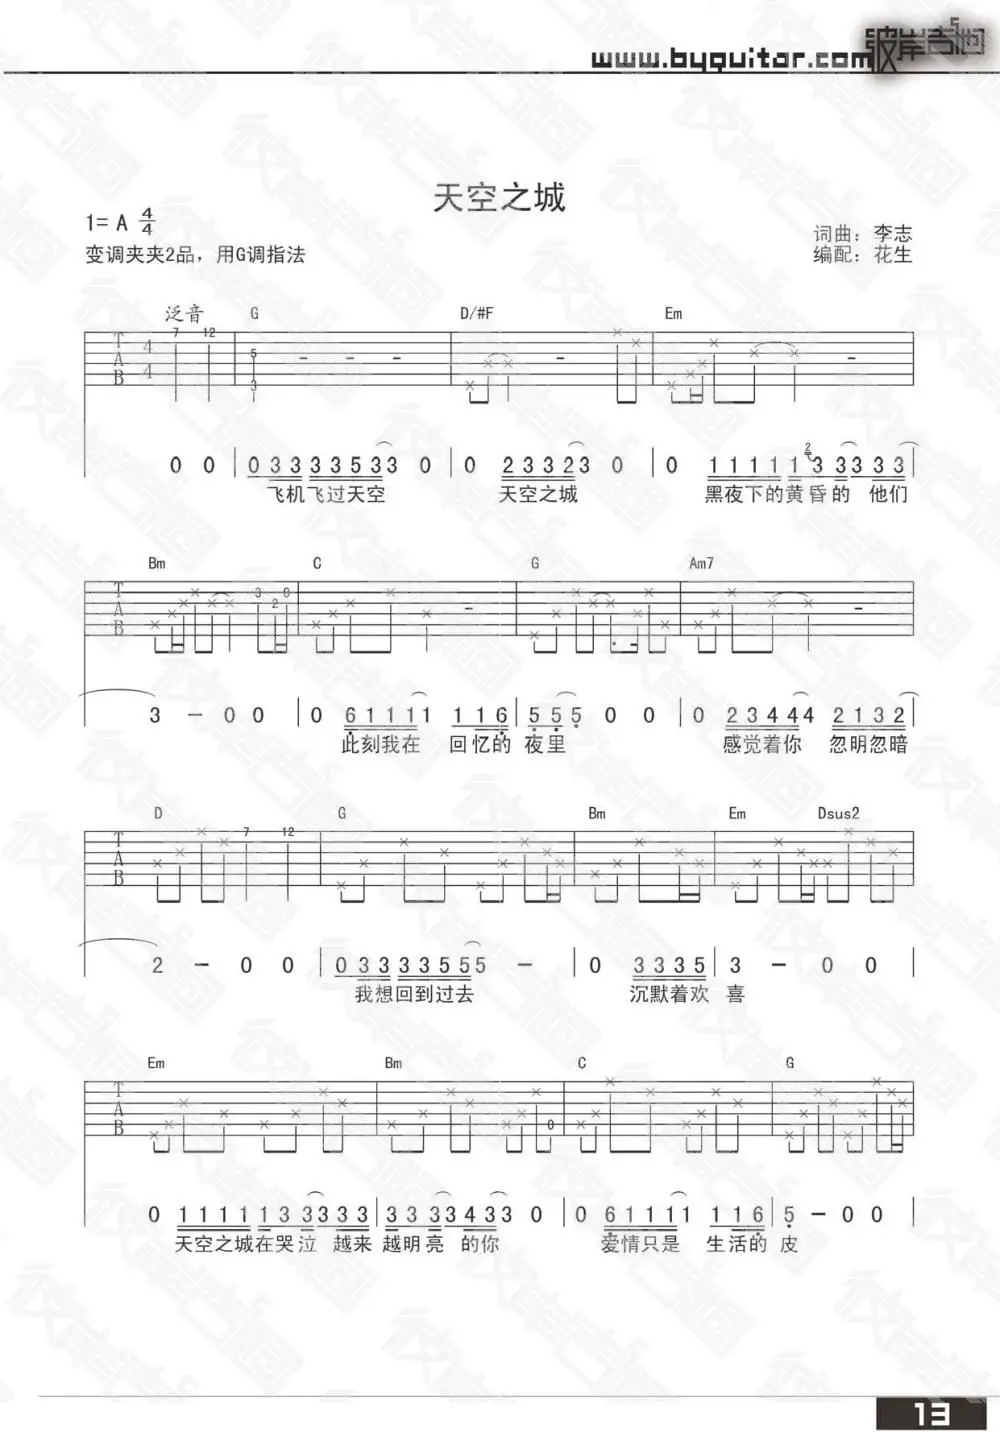 www.byguitar.com
彼岸吉他
天空之城
1= A 4/4
词曲：李志
变调夹夹2品，用G调指法
编配：花生
泛音 G D/#F Em
7 12
T A B 4 4 5 3
0 0 0 3 3 3 3 5 3 3 3 0 0 2 3 3 2 3 0 0 1 1 1 1 1 1 2 3 3 3 3 3
飞机飞过天空 天空之城 黑夜下的黄昏的 他们
Bm C G Am7
T A B 3 2 0
3 - 0 0 0 6 1 1 1 1 1 1 6 5 5 5 0 0 0 2 3 4 4 4 2 1 3 2
此刻我在 回忆的 夜里 感觉着你 忽明忽暗
D G Bm Em Dsus2
T A B 7 12
2 - 0 0 0 3 3 3 3 5 5 5 - 0 3 3 3 5 3 - 0 0
我想回到过去 沉默着欢 喜
Em Bm C G
T A B 0
0 1 1 1 1 1 3 3 3 3 3 3 3 3 3 4 3 3 0 0 6 1 1 1 1 1 1 6 5 - 0 0
天空之城在哭泣 越来 越明亮 的你 爱情只是 生活的 皮
13